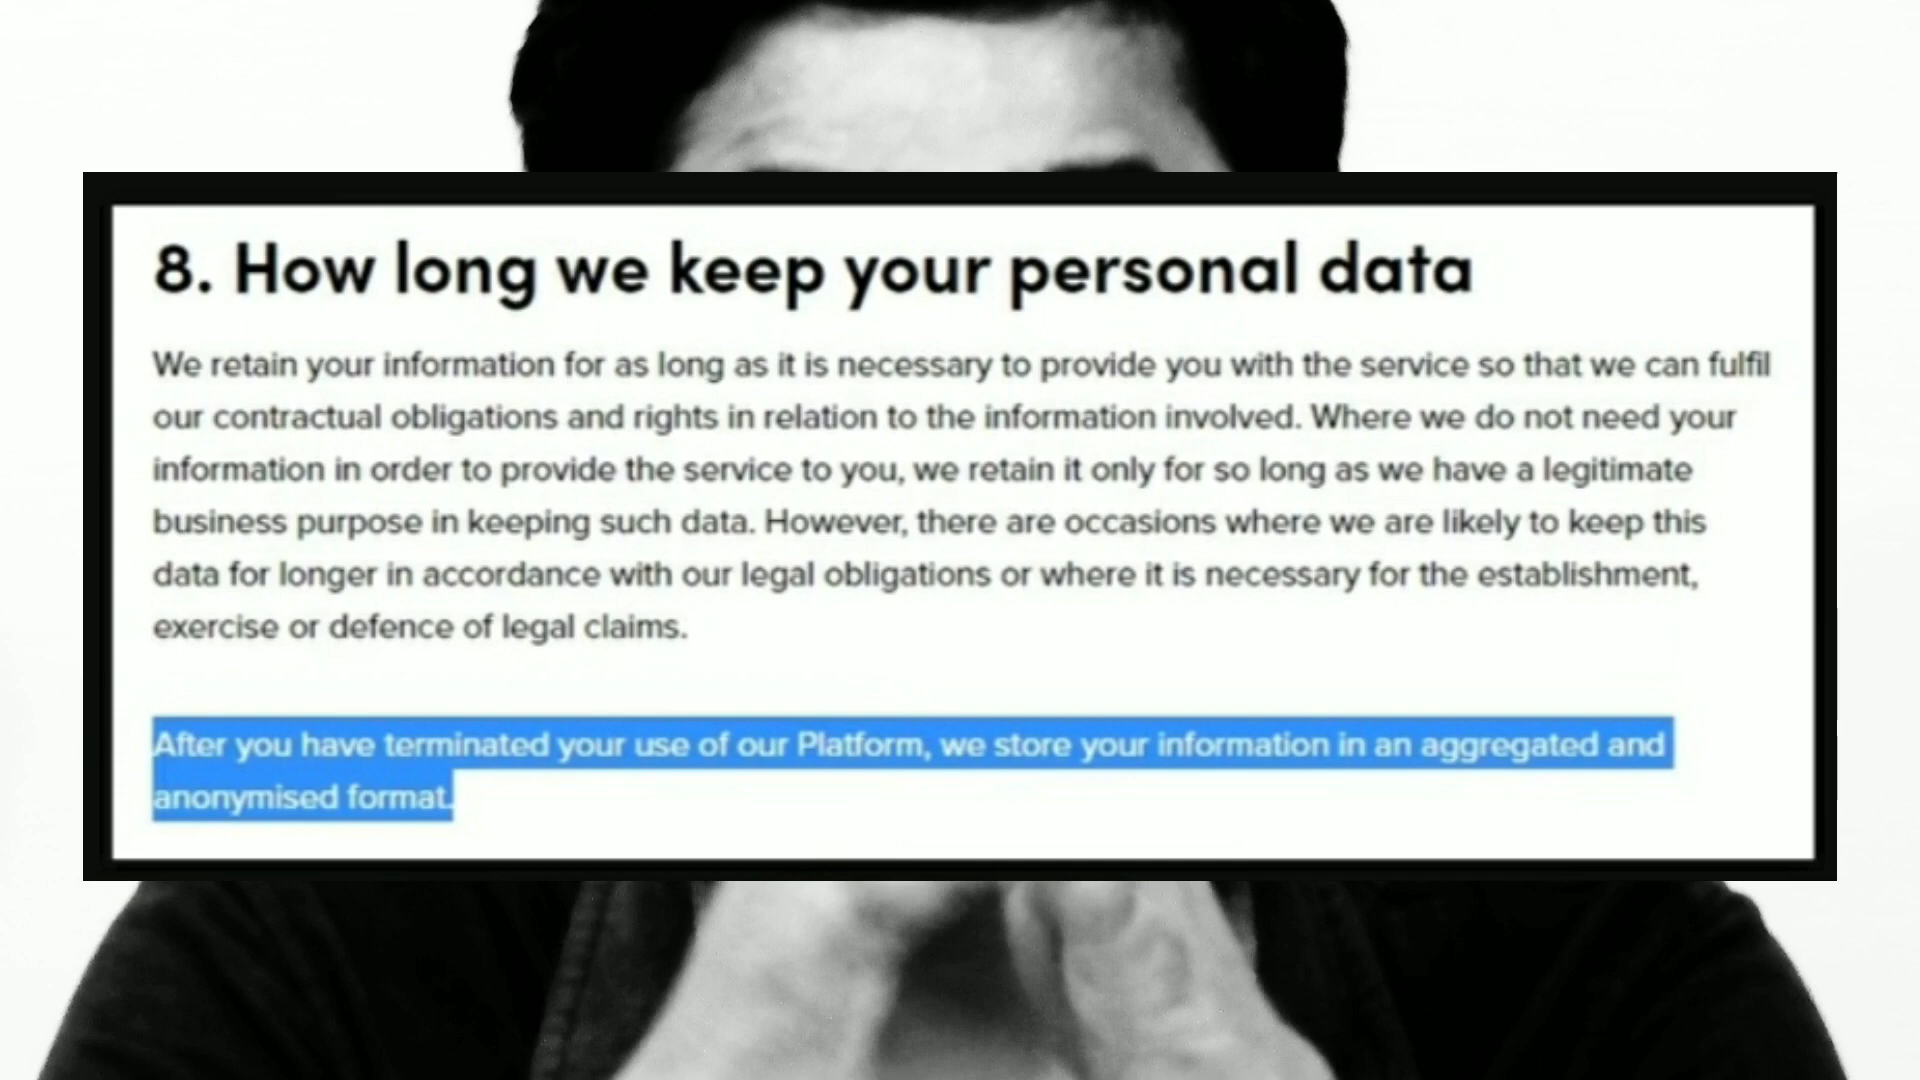 8. How long we keep your personal data
We retain your information for as long as it is necessary to provide you with the service so that we can fulfil
our contractual obligations and rights in relation to the information involved. Where we do not need your
information in order to provide the service to you, we retain it only for so long as we have a legitimate
business purpose in keeping such data. However, there are occasions where we are likely to keep this
data for longer in accordance with our legal obligations or where it is necessary for the establishment,
exercise or defence of legal claims.
After you have terminated your use of our Platform, we store your information in an aggregated and
anonymised format.